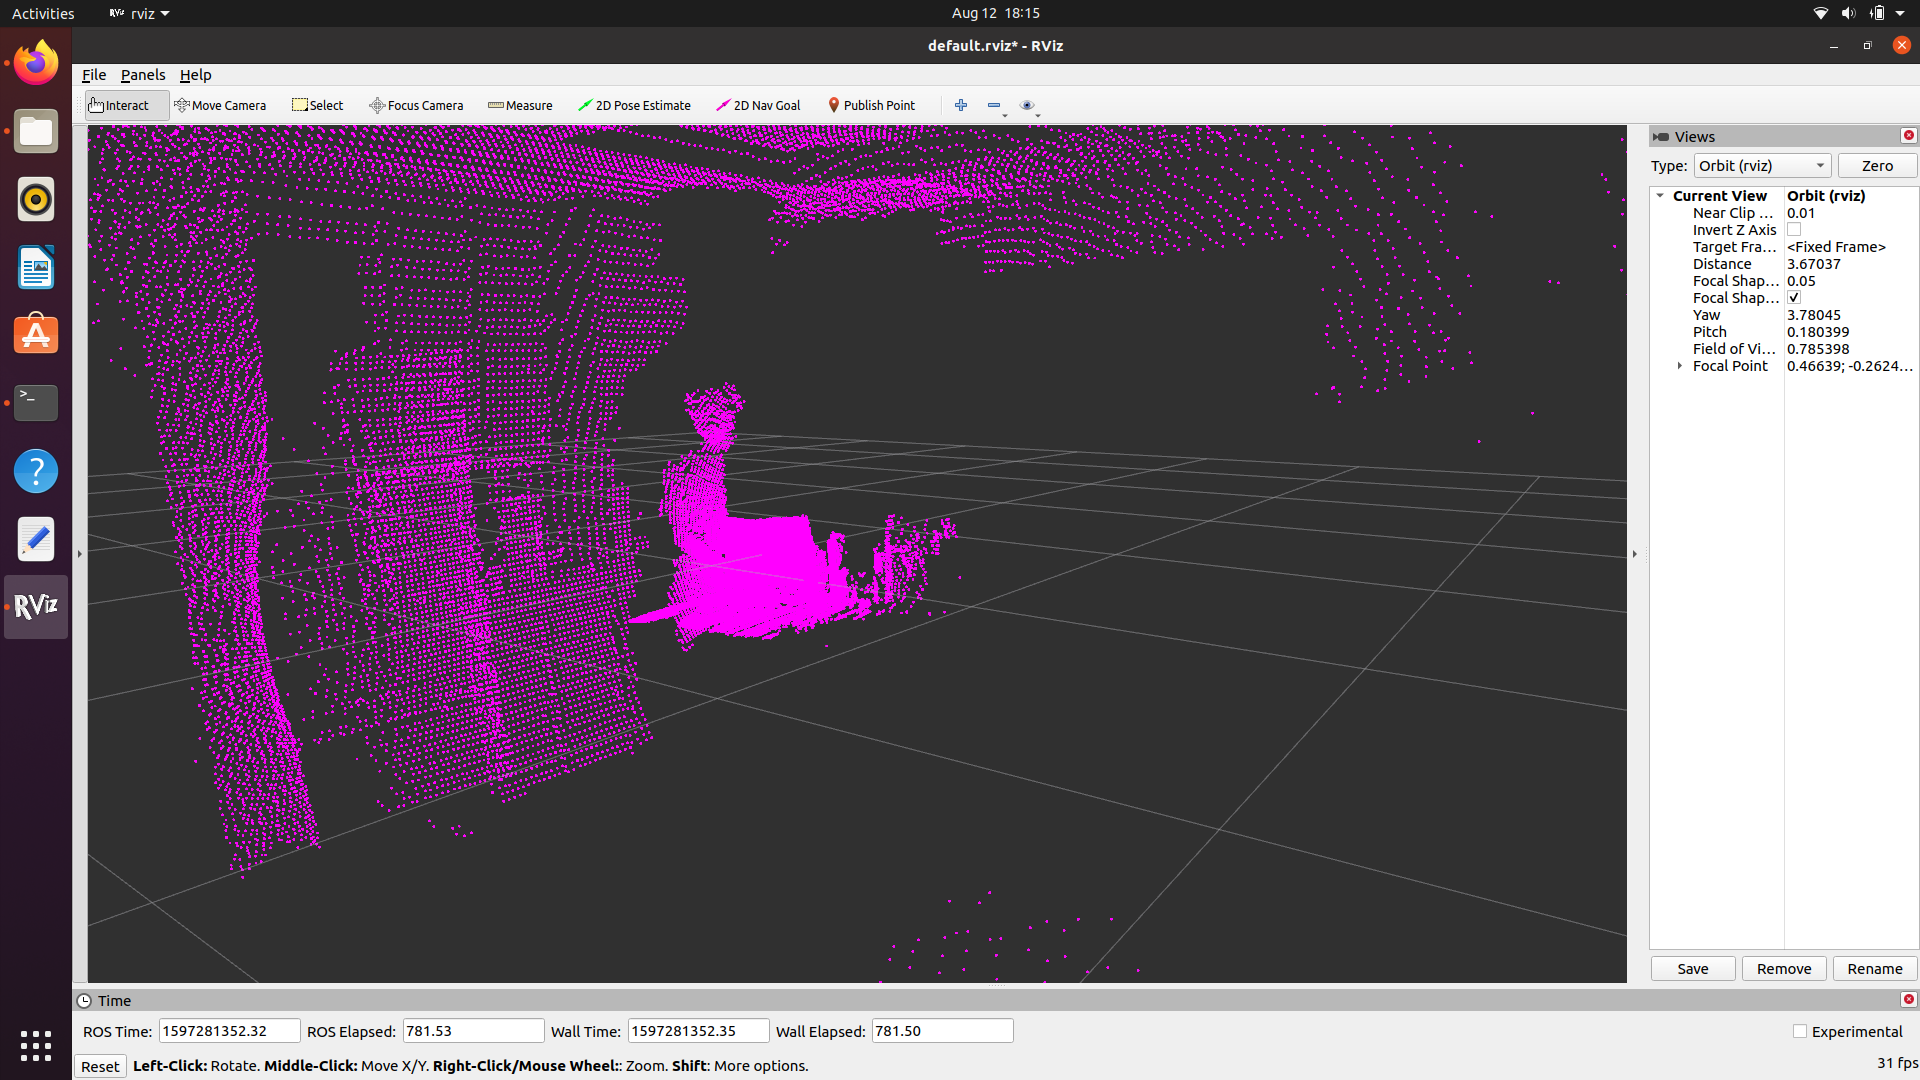 Activities RViz rviz Aug 12 18:15
default.rviz* - RViz
File Panels Help
Interact Move Camera Select Focus Camera Measure 2D Pose Estimate 2D Nav Goal Publish Point
Views
Type: Orbit (rviz) Zero
Current View Orbit (rviz)
Near Clip ... 0.01
Invert Z Axis
Target Fra... <Fixed Frame>
Distance 3.67037
Focal Shap... 0.05
Focal Shap...
Yaw 3.78045
Pitch 0.180399
Field of Vi... 0.785398
Focal Point 0.46639; -0.2624...
>_
?
RViz
Save Remove Rename
Time
ROS Time: 1597281352.32 ROS Elapsed: 781.53 Wall Time: 1597281352.35 Wall Elapsed: 781.50 Experimental
Reset Left-Click: Rotate. Middle-Click: Move X/Y. Right-Click/Mouse Wheel:: Zoom. Shift: More options. 31 fps